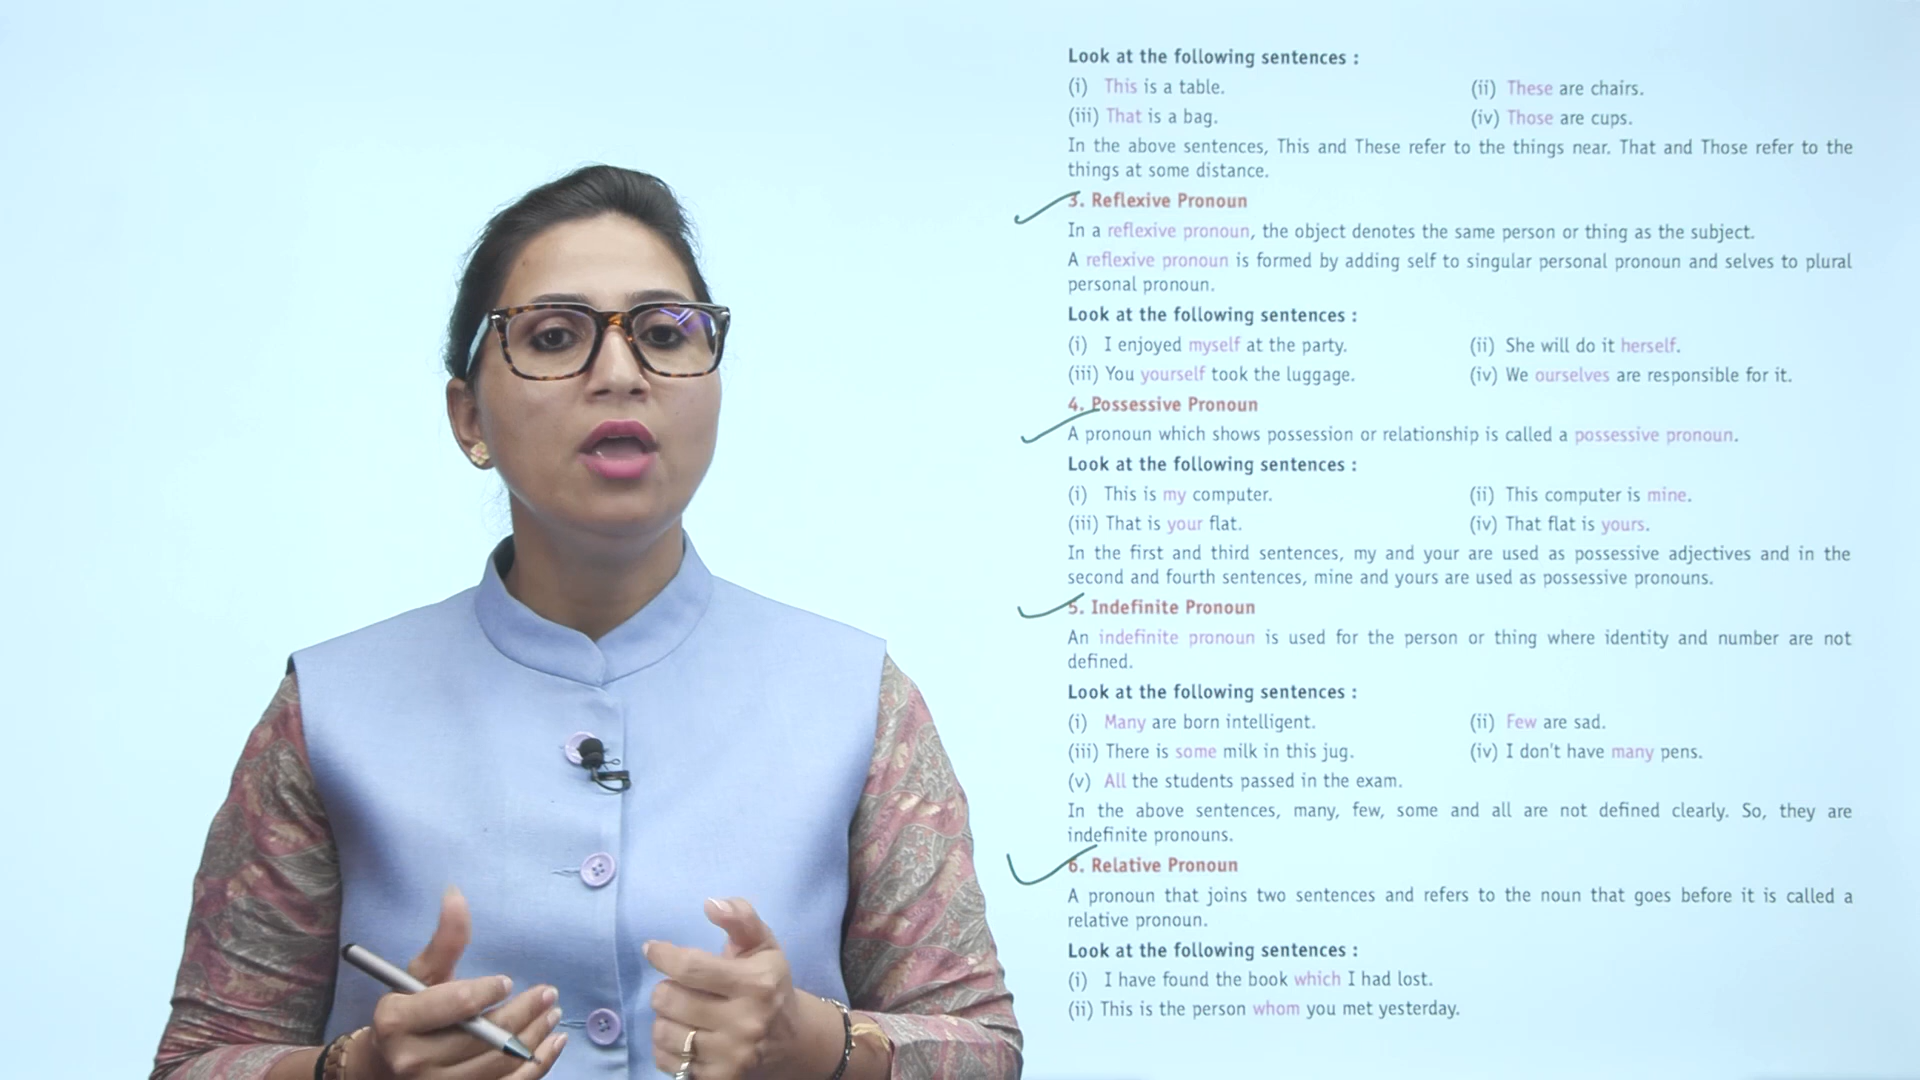 Look at the following sentences :
(i) This is a table. (ii) These are chairs.
(iii) That is a bag. (iv) Those are cups.
In the above sentences, This and These refer to the things near. That and Those refer to the
things at some distance.
3. Reflexive Pronoun
In a reflexive pronoun, the object denotes the same person or thing as the subject.
A reflexive pronoun is formed by adding self to singular personal pronoun and selves to plural
personal pronoun.
Look at the following sentences :
(i) I enjoyed myself at the party. (ii) She will do it herself.
(iii) You yourself took the luggage. (iv) We ourselves are responsible for it.
4. Possessive Pronoun
A pronoun which shows possession or relationship is called a possessive pronoun.
Look at the following sentences :
(i) This is my computer. (ii) This computer is mine.
(iii) That is your flat. (iv) That flat is yours.
In the first and third sentences, my and your are used as possessive adjectives and in the
second and fourth sentences, mine and yours are used as possessive pronouns.
5. Indefinite Pronoun
An indefinite pronoun is used for the person or thing where identity and number are not
defined.
Look at the following sentences :
(i) Many are born intelligent. (ii) Few are sad.
(iii) There is some milk in this jug. (iv) I don't have many pens.
(v) All the students passed in the exam.
In the above sentences, many, few, some and all are not defined clearly. So, they are
indefinite pronouns.
6. Relative Pronoun
A pronoun that joins two sentences and refers to the noun that goes before it is called a
relative pronoun.
Look at the following sentences :
(i) I have found the book which I had lost.
(ii) This is the person whom you met yesterday.